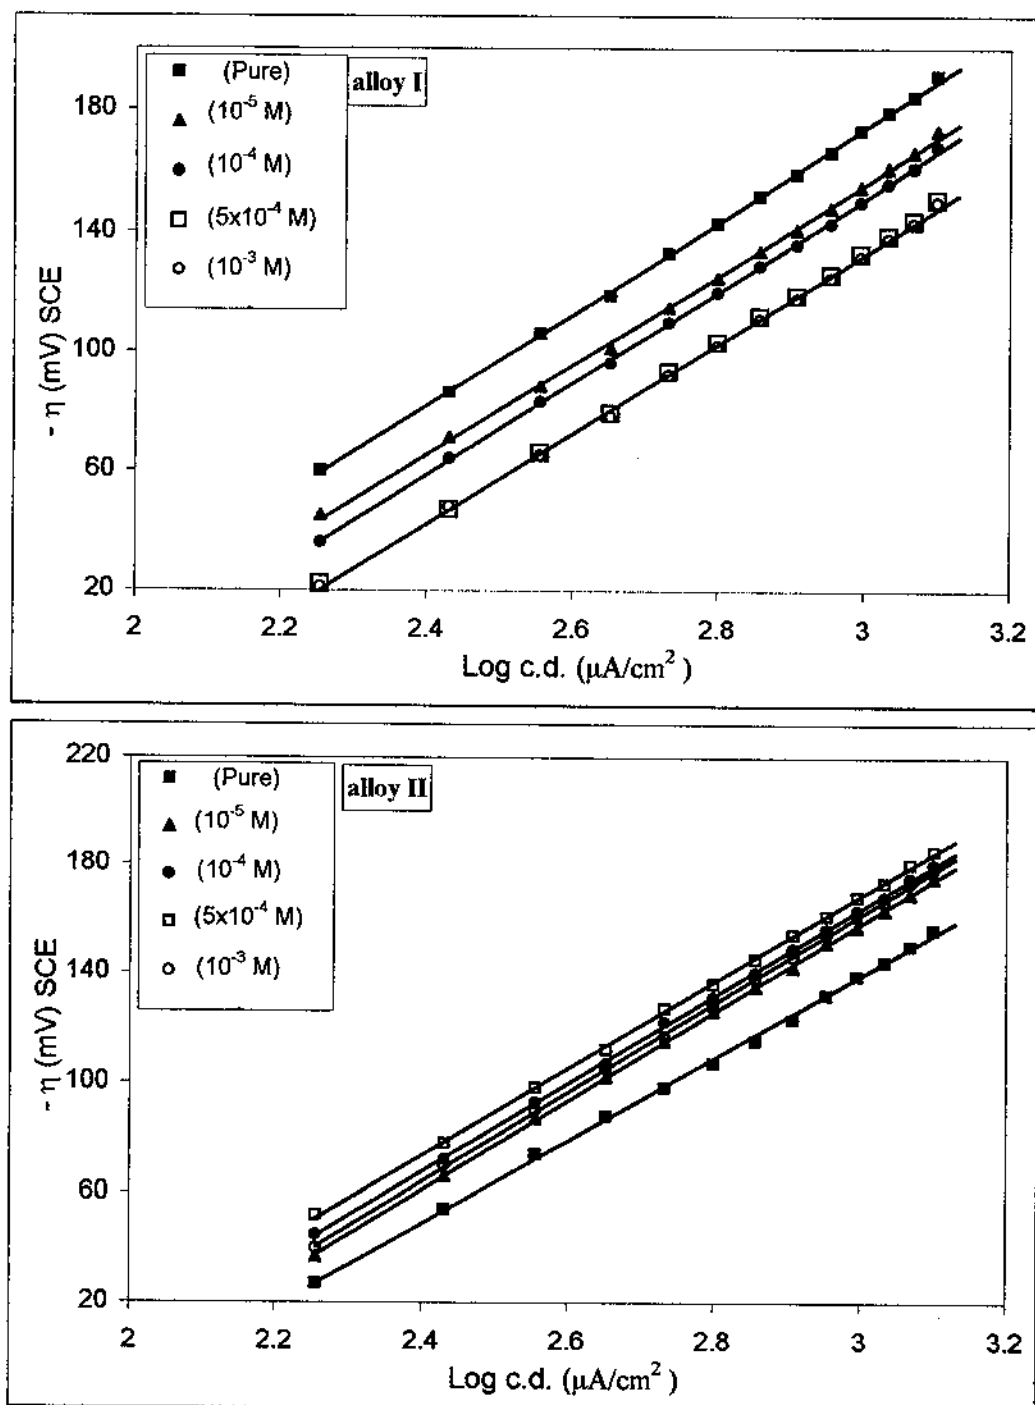 alloy I
(Pure)
(10⁻⁵ M)
(10⁻⁴ M)
(5x10⁻⁴ M)
(10⁻³ M)
- η (mV) SCE
180
140
100
60
20
2
2.2
2.4
2.6
2.8
3
3.2
Log c.d. (μA/cm² )
alloy II
(Pure)
(10⁻⁵ M)
(10⁻⁴ M)
(5x10⁻⁴ M)
(10⁻³ M)
- η (mV) SCE
220
180
140
100
60
20
2
2.2
2.4
2.6
2.8
3
3.2
Log c.d. (μA/cm² )